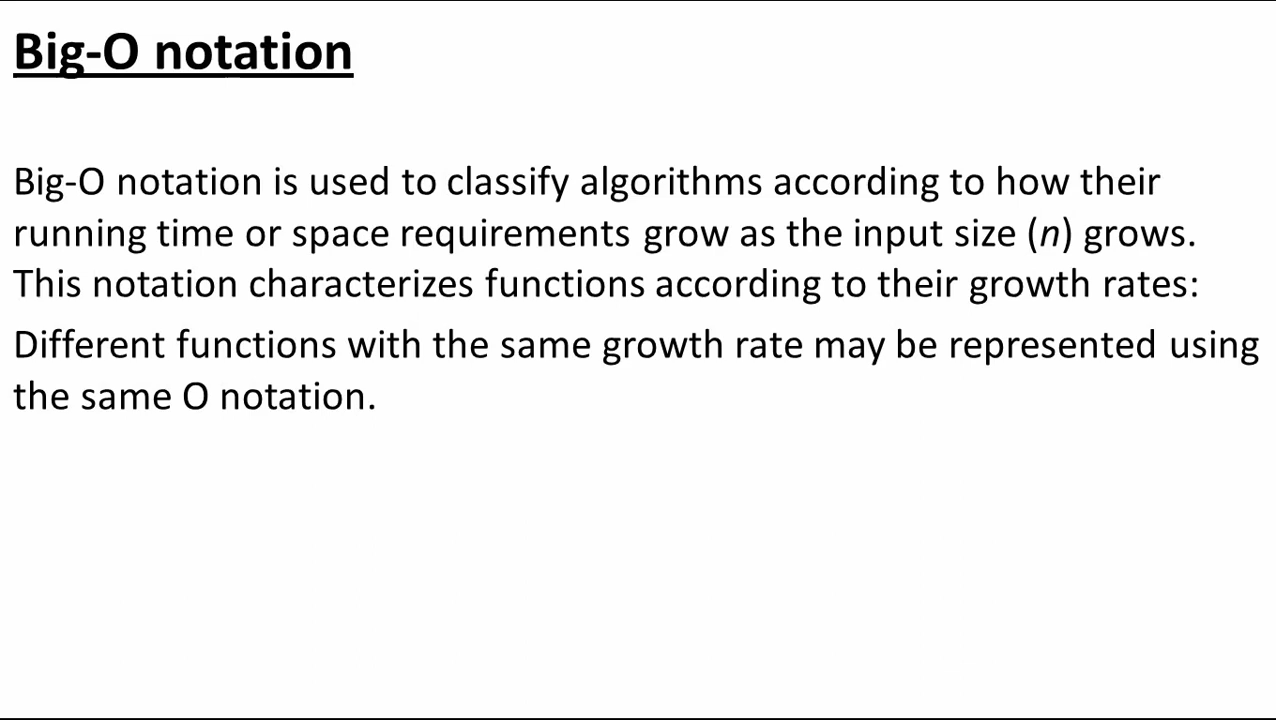 Big-O notation
Big-O notation is used to classify algorithms according to how their
running time or space requirements grow as the input size (n) grows.
This notation characterizes functions according to their growth rates:
Different functions with the same growth rate may be represented using
the same O notation.